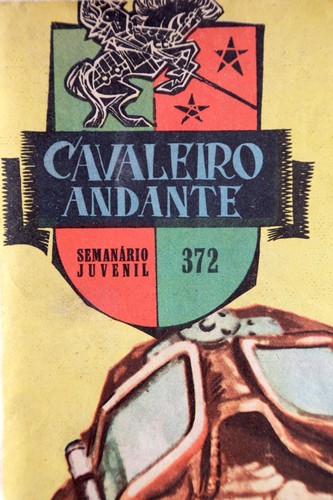 CAVALEIRO
ANDANTE
SEMANÁRIO
JUVENIL
372